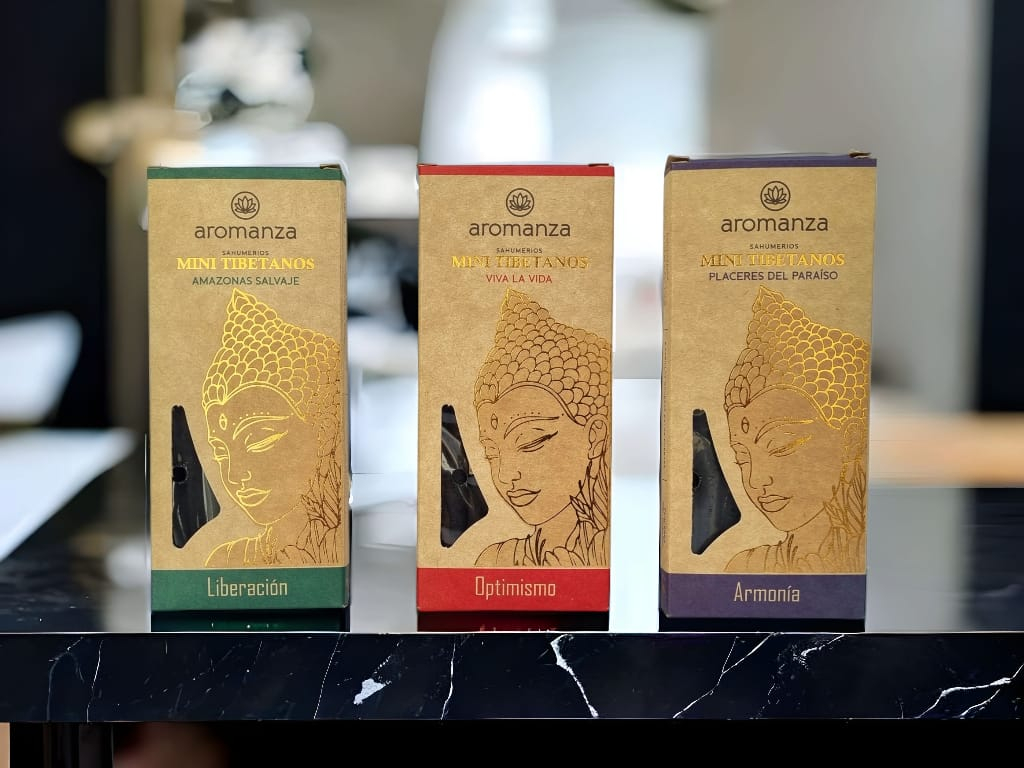 aromanza
SAHUMERIOS
MINI TIBETANOS
AMAZONAS SALVAJE
Liberación
aromanza
SAHUMERIOS
MINI TIBETANOS
VIVA LA VIDA
Optimismo
aromanza
SAHUMERIOS
MINI TIBETANOS
PLACERES DEL PARAÍSO
Armonía